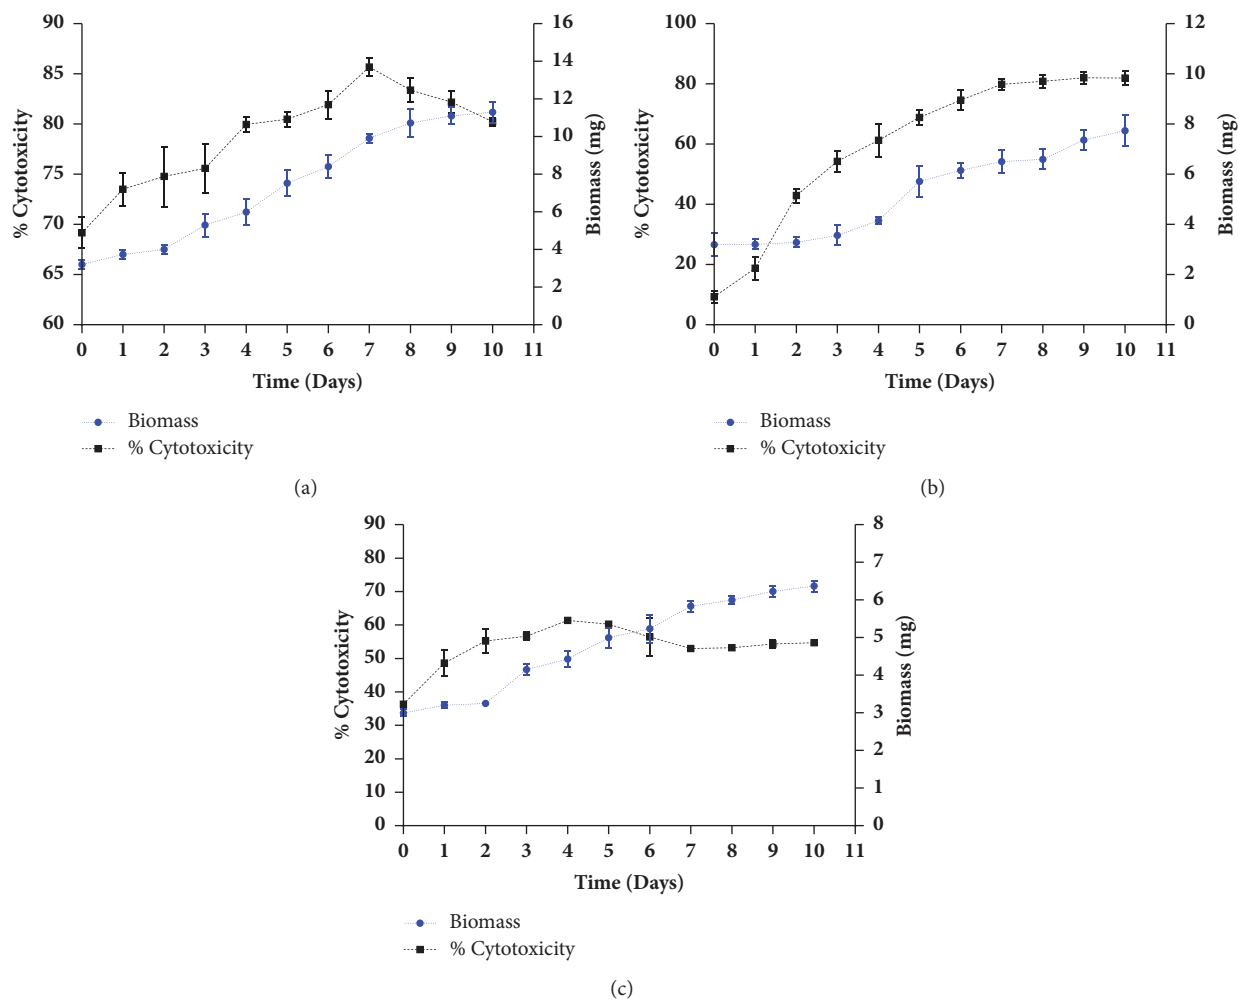 90
85
80
75
70
65
60
% Cytotoxicity
16
14
12
10
8
6
4
2
0
Biomass (mg)
0 1 2 3 4 5 6 7 8 9 10 11
Time (Days)
Biomass
% Cytotoxicity
(a)
100
80
60
40
20
0
% Cytotoxicity
12
10
8
6
4
2
0
Biomass (mg)
0 1 2 3 4 5 6 7 8 9 10 11
Time (Days)
Biomass
% Cytotoxicity
(b)
90
80
70
60
50
40
30
20
10
0
% Cytotoxicity
8
7
6
5
4
3
2
1
0
Biomass (mg)
0 1 2 3 4 5 6 7 8 9 10 11
Time (Days)
Biomass
% Cytotoxicity
(c)